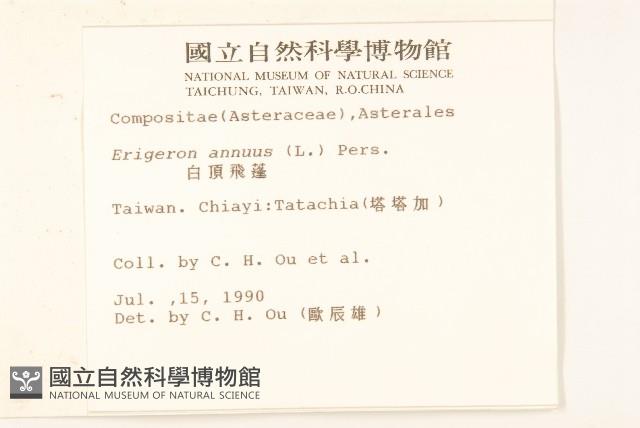 國立自然科學博物館
NATIONAL MUSEUM OF NATURAL SCIENCE
TAICHUNG, TAIWAN, R.O.CHINA
Compositae(Asteraceae),Asterales
Erigeron annuus (L.) Pers.
白頂飛蓬
Taiwan. Chiayi:Tatachia(塔塔加)
Coll. by C. H. Ou et al.
Jul. ,15, 1990
Det. by C. H. Ou (歐辰雄)
國立自然科學博物館
NATIONAL MUSEUM OF NATURAL SCIENCE